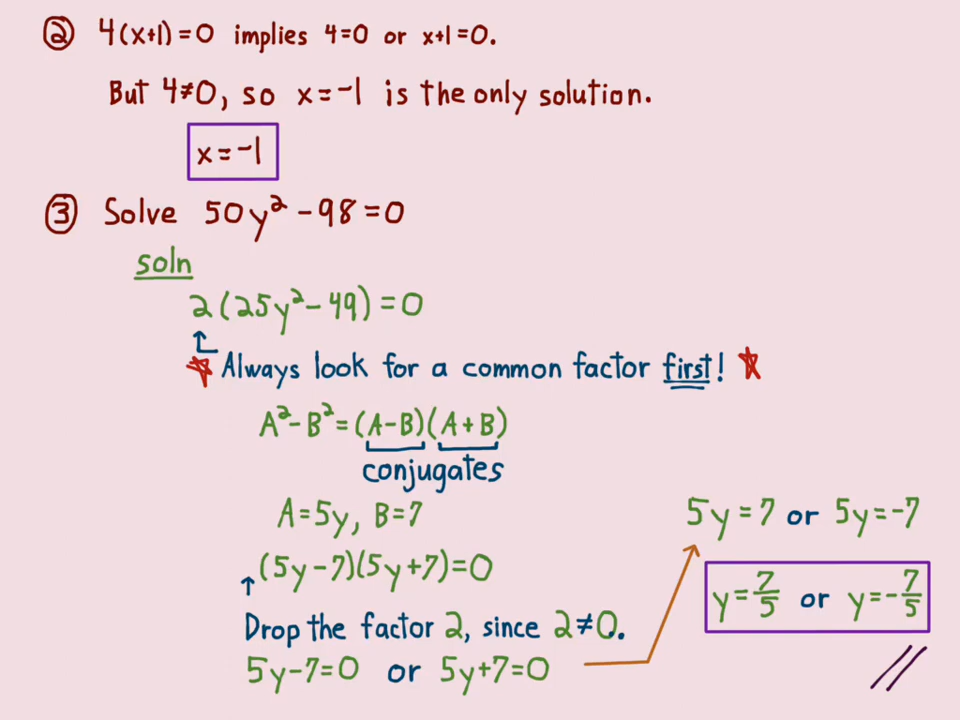 ② 4(x+1)=0 implies 4=0 or x+1=0.
But 4≠0, so x=-1 is the only solution.
x=-1
③ Solve 50y²-98=0
soln
2(25y²-49)=0
Always look for a common factor first!
A²-B²=(A-B)(A+B)
conjugates
A=5y, B=7
(5y-7)(5y+7)=0
Drop the factor 2, since 2≠0.
5y-7=0 or 5y+7=0
5y=7 or 5y=-7
y=7/5 or y=-7/5